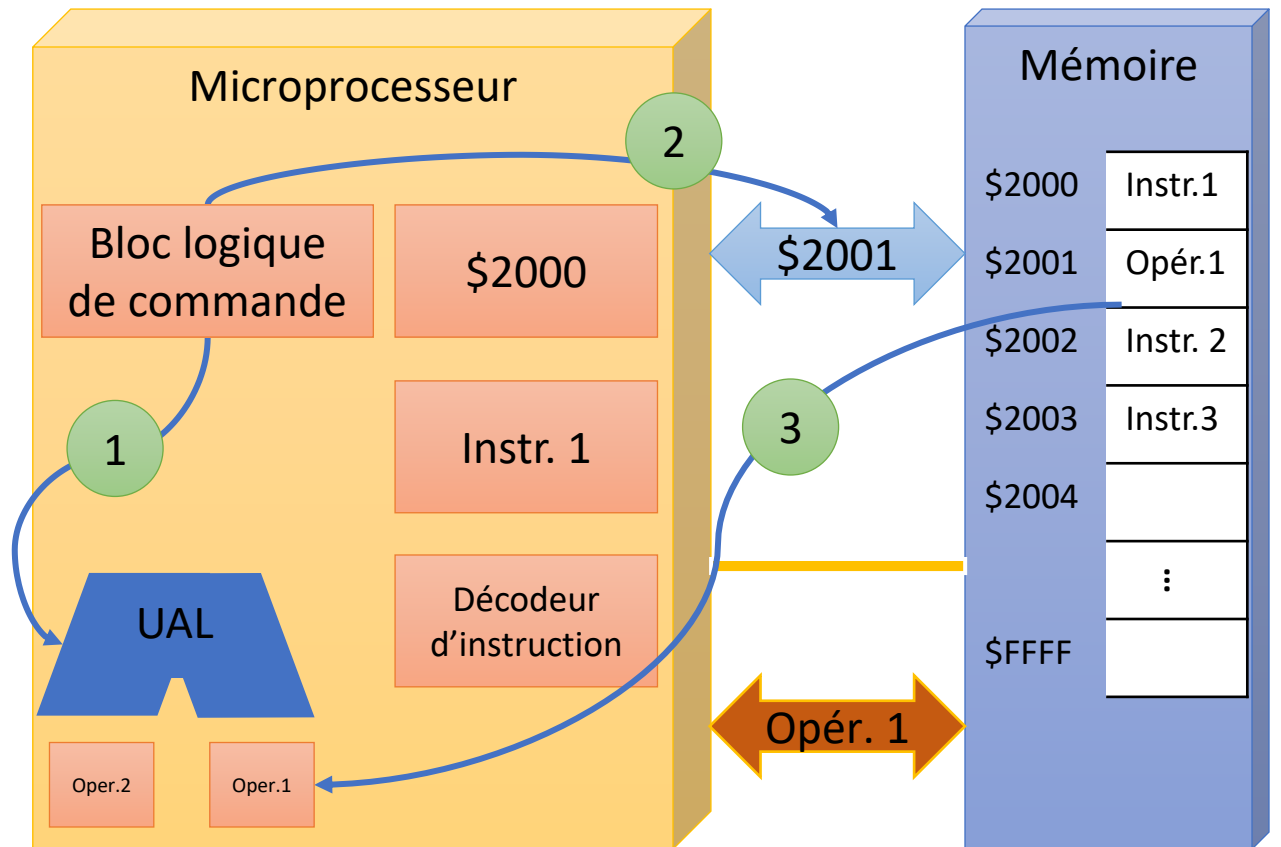 Microprocesseur
Mémoire
2
Bloc logique
de commande
$2000
$2001
1
Instr. 1
3
UAL
Décodeur
d’instruction
Oper.2
Oper.1
Opér. 1
$2000 Instr.1
$2001 Opér.1
$2002 Instr. 2
$2003 Instr.3
$2004
⋮
$FFFF